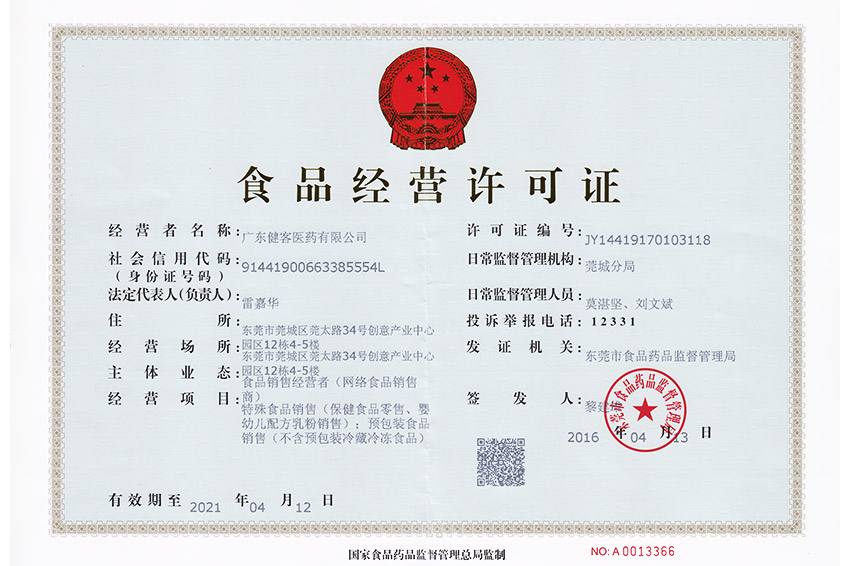 食品经营许可证
经营者名称：广东健客医药有限公司
社会信用代码：91441900663385554L
（身份证号码）
法定代表人（负责人）：雷嘉华
住所：东莞市莞城区莞太路34号创意产业中心
园区12栋4-5楼
经营场所：东莞市莞城区莞太路34号创意产业中心
园区12栋4-5楼
主体业态：食品销售经营者（网络食品销售
商）
经营项目：特殊食品销售（保健食品零售、婴
幼儿配方乳粉销售）；预包装食品
销售（不含预包装冷藏冷冻食品）
有效期至 2021 年 04 月 12 日
许可证编号：JY14419170103118
日常监督管理机构：莞城分局
日常监督管理人员：莫湛坚、刘文斌
投诉举报电话：12331
发证机关：东莞市食品药品监督管理局
签发人：黎建
东莞市食品药品监督管理局
2016 年 04 月 13 日
国家食品药品监督管理总局监制
NO: A 0013366